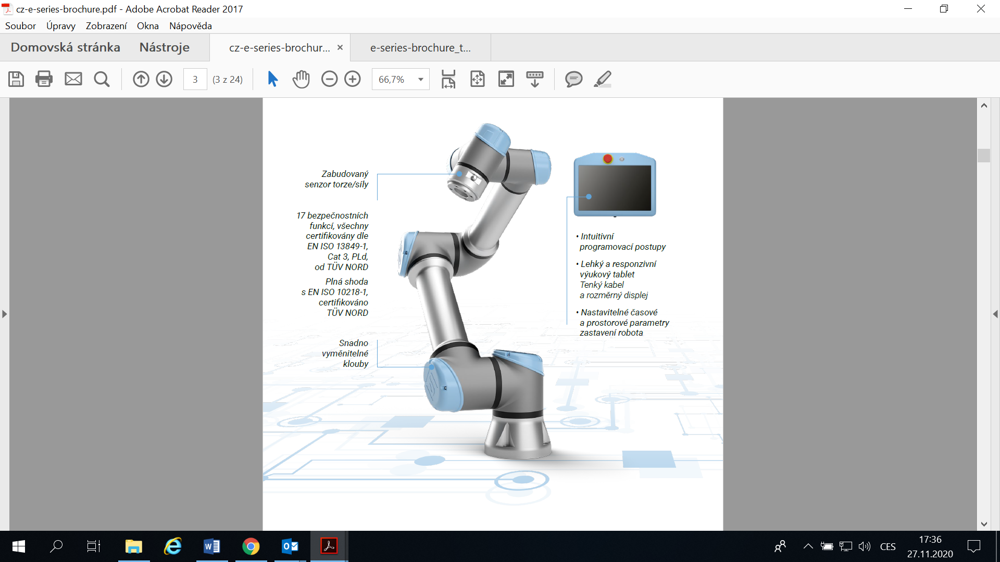 cz-e-series-brochure.pdf - Adobe Acrobat Reader 2017
Soubor Úpravy Zobrazení Okna Nápověda
Domovská stránka Nástroje cz-e-series-brochur... e-series-brochure_t...
3 (3 z 24) 66,7%
Zabudovaný
senzor torze/síly
17 bezpečnostních
funkcí, všechny
certifikovány dle
EN ISO 13849-1,
Cat 3, PLd,
od TÜV NORD
Plná shoda
s EN ISO 10218-1,
certifikováno
TÜV NORD
Snadno
vyměnitelné
klouby
• Intuitivní
programovací postupy
• Lehký a responzivní
výukový tablet
Tenký kabel
a rozměrný displej
• Nastavitelné časové
a prostorové parametry
zastavení robota
CES
17:36
27.11.2020